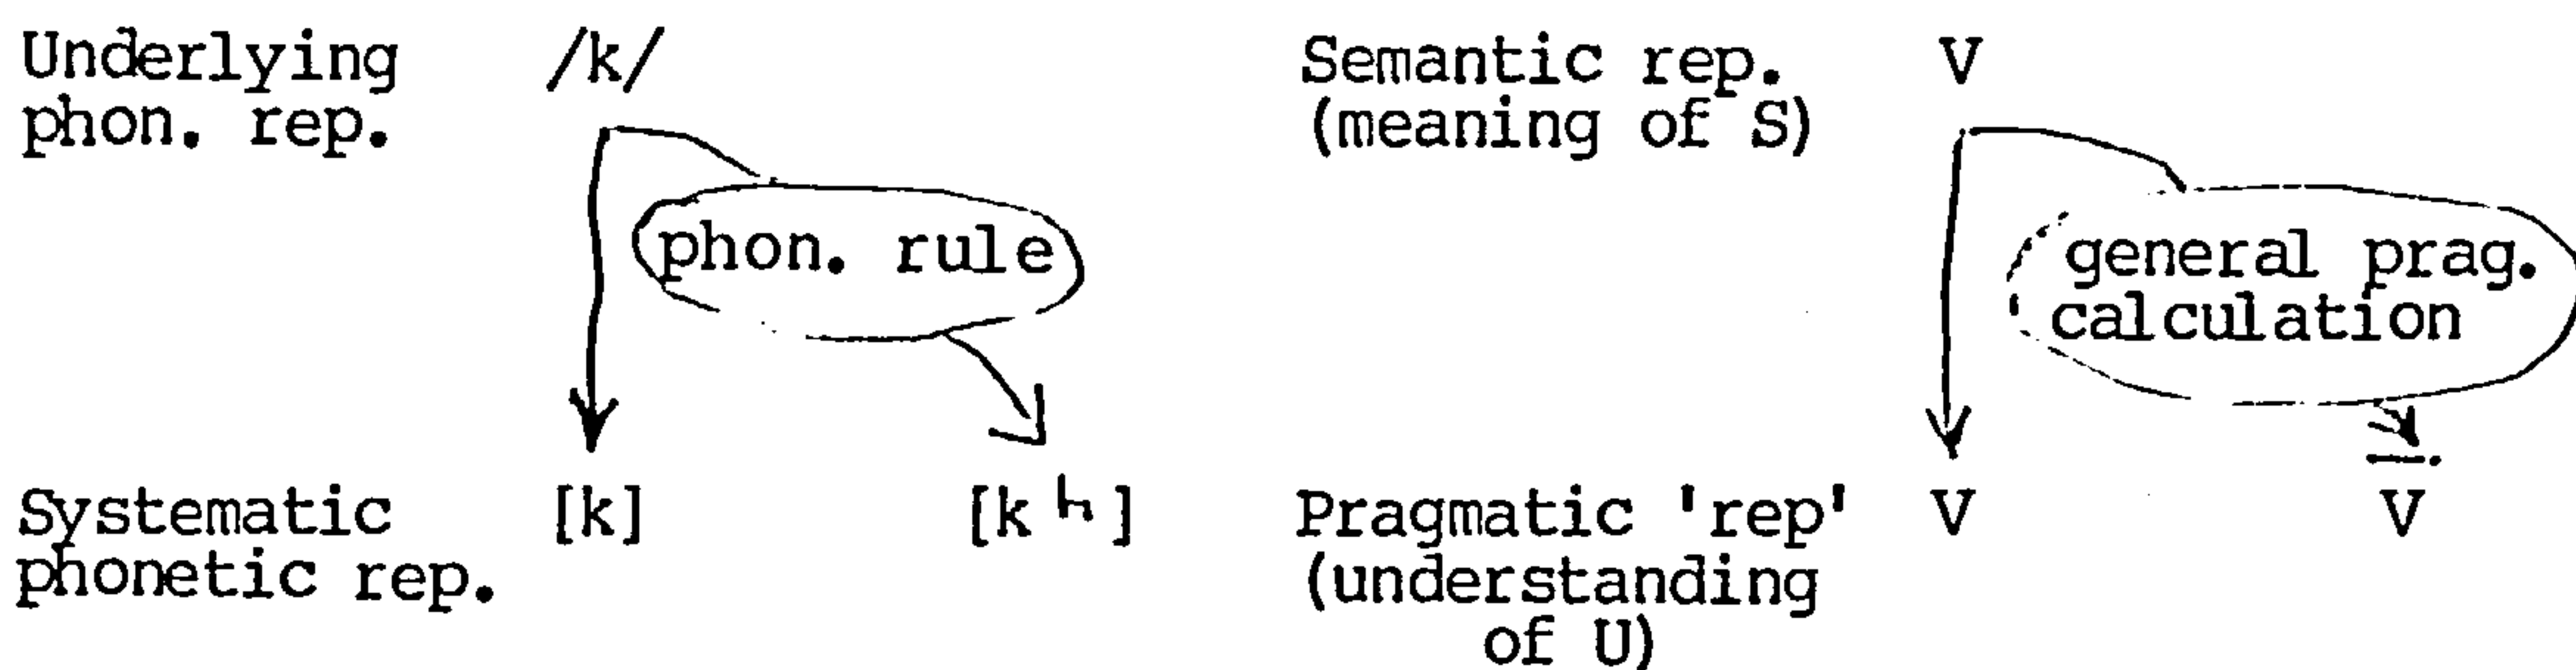 Underlying /k/
phon. rep.
phon. rule
Systematic [k] [kʰ]
phonetic rep.
Semantic rep. V
(meaning of S)
general prag.
calculation
Pragmatic 'rep' V V̅
(understanding
of U)